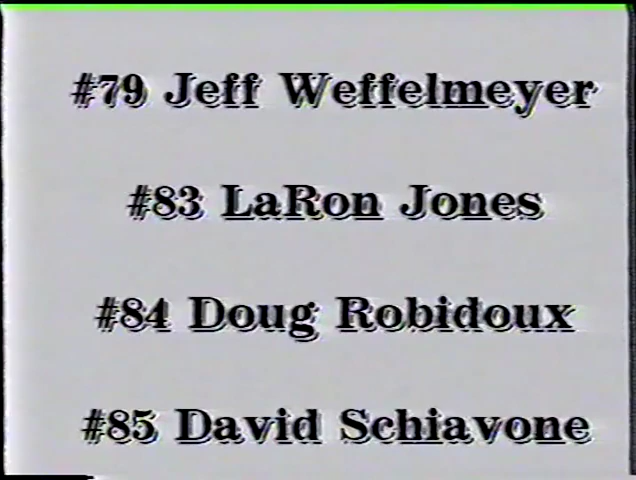 #79 Jeff Weffelmeyer
#83 LaRon Jones
#84 Doug Robidoux
#85 David Schiavone